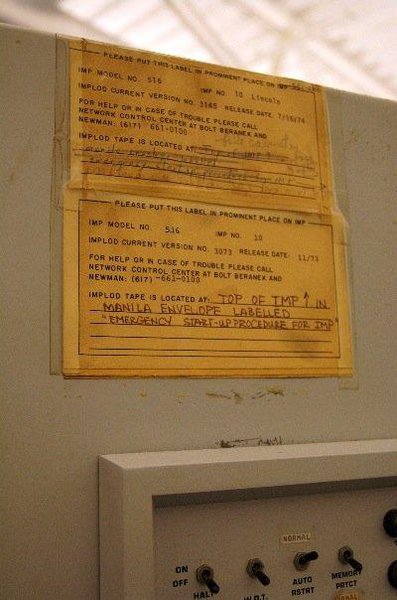 PLEASE PUT THIS LABEL IN PROMINENT PLACE ON IMP
IMP MODEL NO. 516 IMP NO. 10 Lincoln
IMPLOD CURRENT VERSION NO. 3165 RELEASE DATE: 7/16/74
FOR HELP OR IN CASE OF TROUBLE PLEASE CALL
NETWORK CONTROL CENTER AT BOLT BERANEK AND
NEWMAN: (617) 661-0100
IMPLOD TAPE IS LOCATED AT:
PLEASE PUT THIS LABEL IN PROMINENT PLACE ON IMP
IMP MODEL NO. 516 IMP NO. 10
IMPLOD CURRENT VERSION NO. 3073 RELEASE DATE: 11/73
FOR HELP OR IN CASE OF TROUBLE PLEASE CALL
NETWORK CONTROL CENTER AT BOLT BERANEK AND
NEWMAN: (617) -661-0100
IMPLOD TAPE IS LOCATED AT: TOP OF IMP ↑ IN
MANILA ENVELOPE LABELLED
"EMERGENCY START-UP PROCEDURE FOR IMP"
NORMAL
ON
OFF
HALT
W.D.T.
AUTO
RSTRT
MEMORY
PRTCT
NORMAL